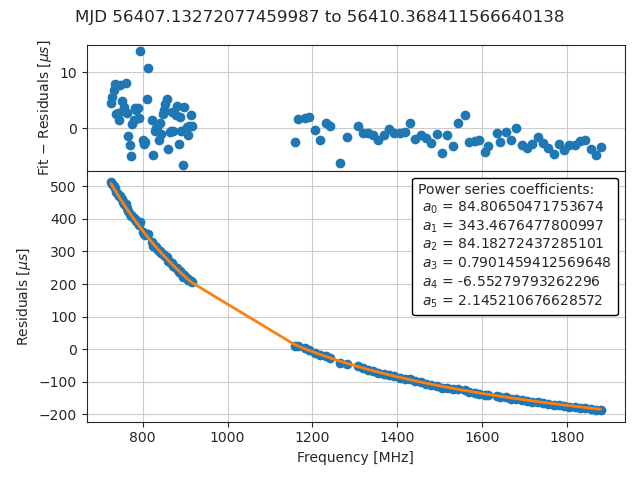 MJD 56407.13272077459987 to 56410.368411566640138
Fit − Residuals [μs]
10
0
Residuals [μs]
500
400
300
200
100
0
−100
−200
Power series coefficients:
a0 = 84.80650471753674
a1 = 343.4676477800997
a2 = 84.18272437285101
a3 = 0.7901459412569648
a4 = -6.55279793262296
a5 = 2.145210676628572
800
1000
1200
1400
1600
1800
Frequency [MHz]